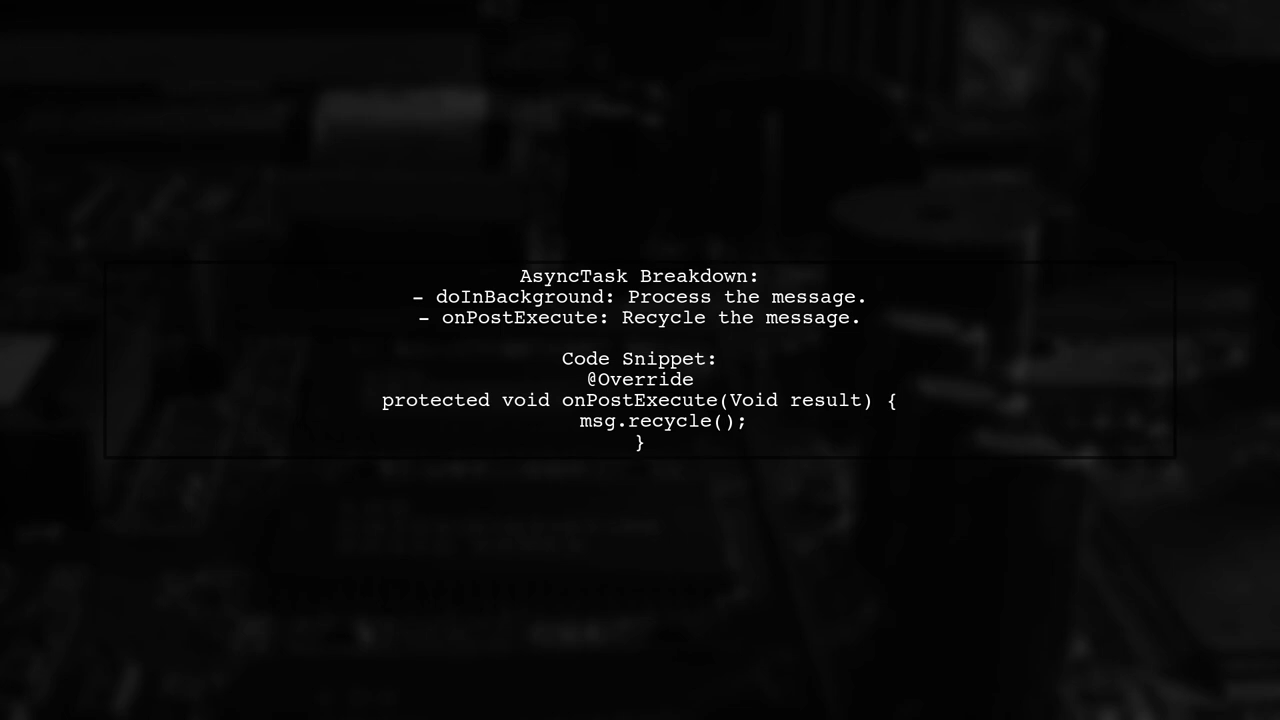 AsyncTask Breakdown:
- doInBackground: Process the message.
- onPostExecute: Recycle the message.
Code Snippet:
@Override
protected void onPostExecute(Void result) {
    msg.recycle();
}